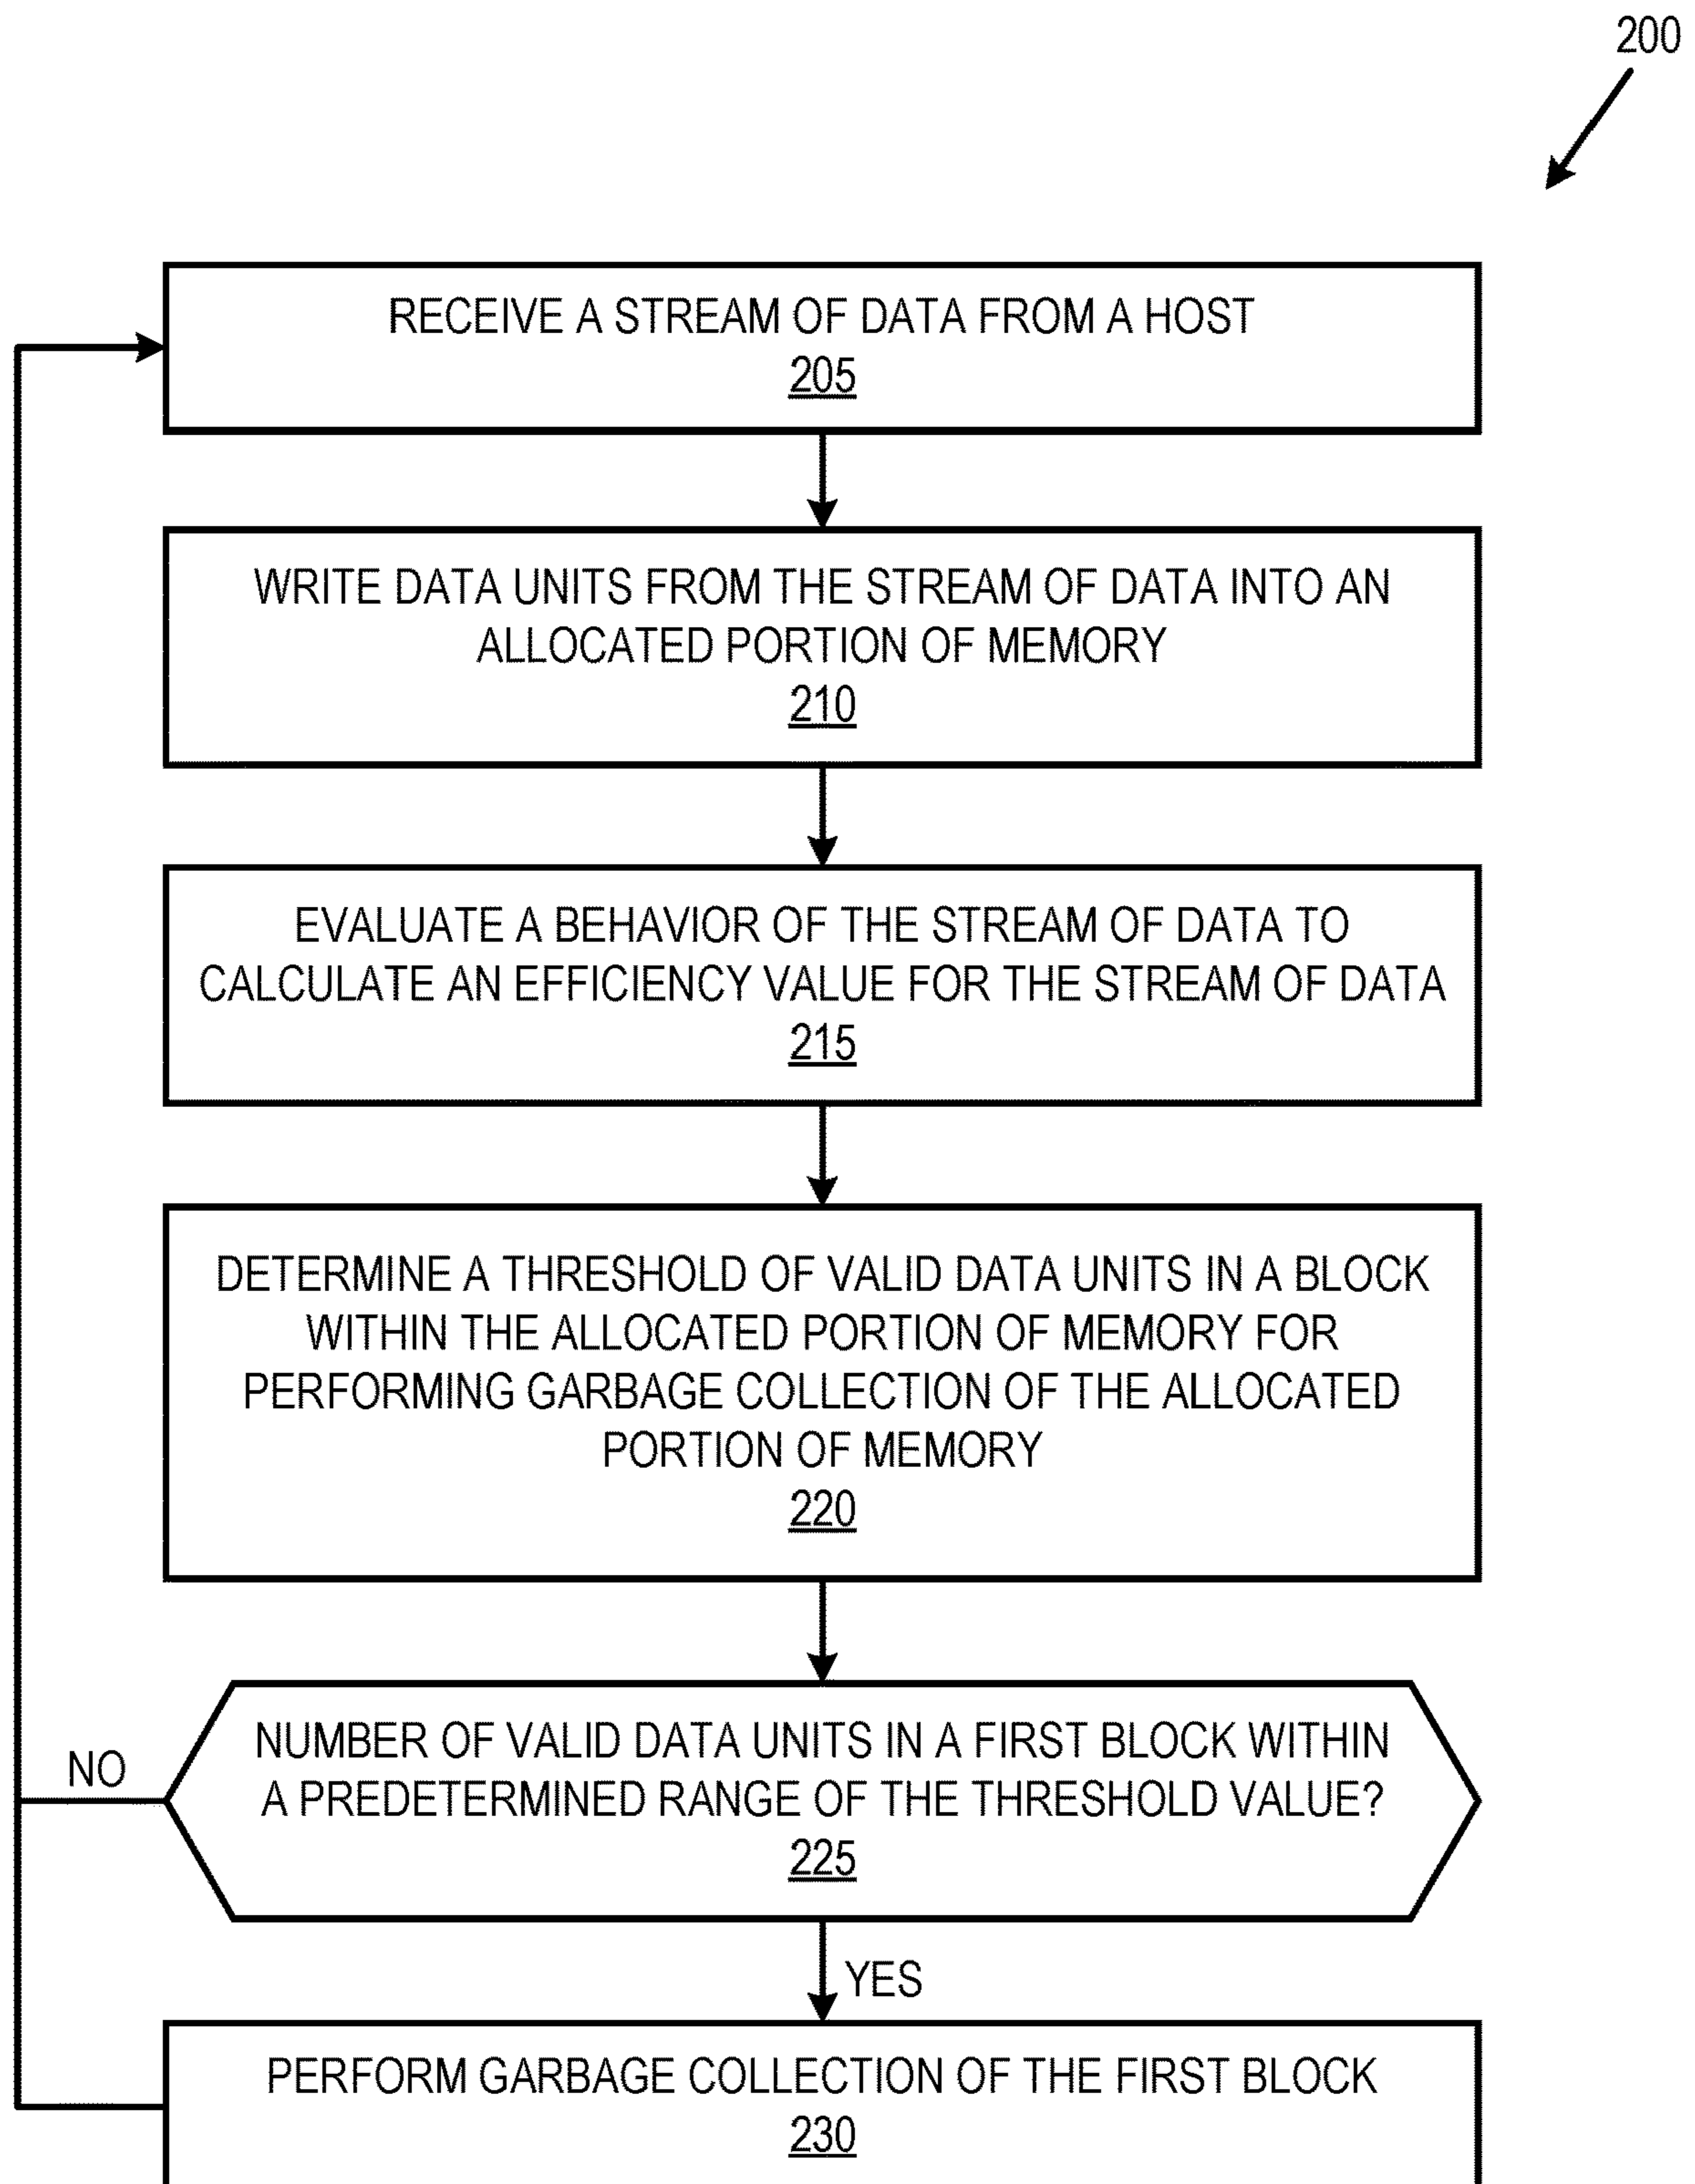 200
RECEIVE A STREAM OF DATA FROM A HOST
205
WRITE DATA UNITS FROM THE STREAM OF DATA INTO AN
ALLOCATED PORTION OF MEMORY
210
EVALUATE A BEHAVIOR OF THE STREAM OF DATA TO
CALCULATE AN EFFICIENCY VALUE FOR THE STREAM OF DATA
215
DETERMINE A THRESHOLD OF VALID DATA UNITS IN A BLOCK
WITHIN THE ALLOCATED PORTION OF MEMORY FOR
PERFORMING GARBAGE COLLECTION OF THE ALLOCATED
PORTION OF MEMORY
220
NUMBER OF VALID DATA UNITS IN A FIRST BLOCK WITHIN
A PREDETERMINED RANGE OF THE THRESHOLD VALUE?
225
NO
YES
PERFORM GARBAGE COLLECTION OF THE FIRST BLOCK
230